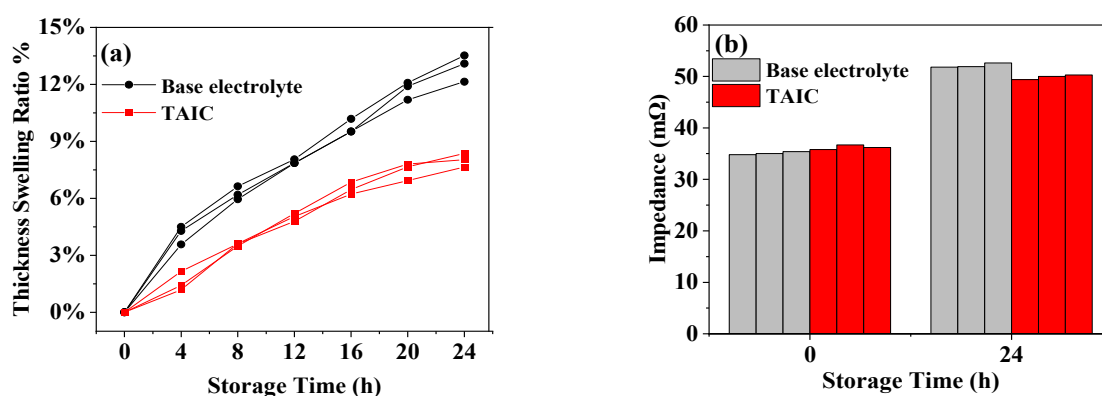 (a)
Base electrolyte
TAIC
Thickness Swelling Ratio %
15%
12%
9%
6%
3%
0%
0 4 8 12 16 20 24
Storage Time (h)
(b)
Base electrolyte
TAIC
Impedance (mΩ)
60
50
40
30
20
10
0
0 24
Storage Time (h)